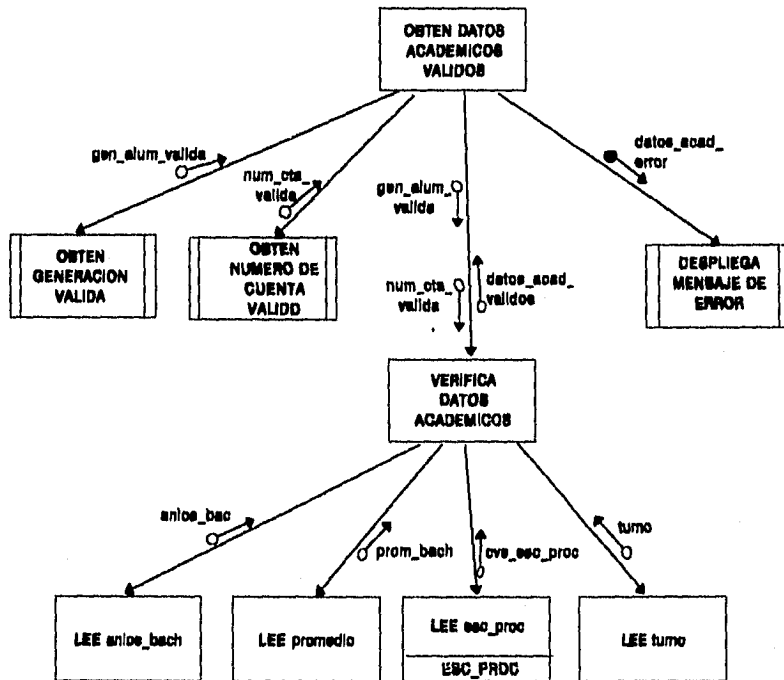 OBTEN DATOS
ACADEMICOS
VALIDOS
gen_alum_valida
num_cta_
valida
gen_alum_
valida
datos_acad_
error
OBTEN
GENERACION
VALIDA
OBTEN
NUMERO DE
CUENTA
VALIDO
num_cta_
valida
datos_acad_
validos
DESPLIEGA
MENSAJE DE
ERROR
VERIFICA
DATOS
ACADEMICOS
anios_bac
prom_bach
cve_esc_proc
turno
LEE anios_bach
LEE promedio
LEE esc_proc
ESC_PROC
LEE turno